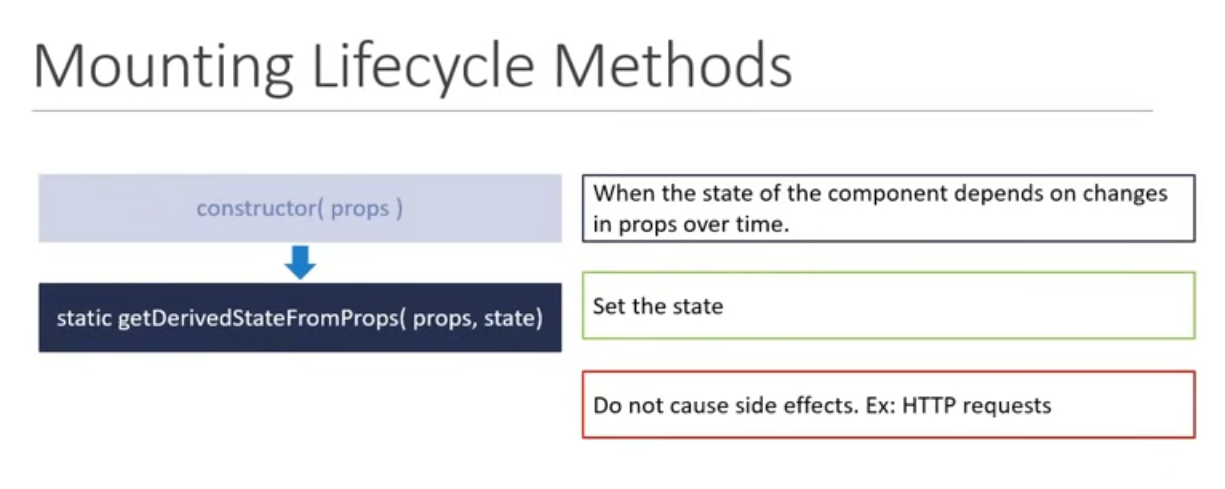 Mounting Lifecycle Methods
constructor( props )
static getDerivedStateFromProps( props, state)
When the state of the component depends on changes
in props over time.
Set the state
Do not cause side effects. Ex: HTTP requests